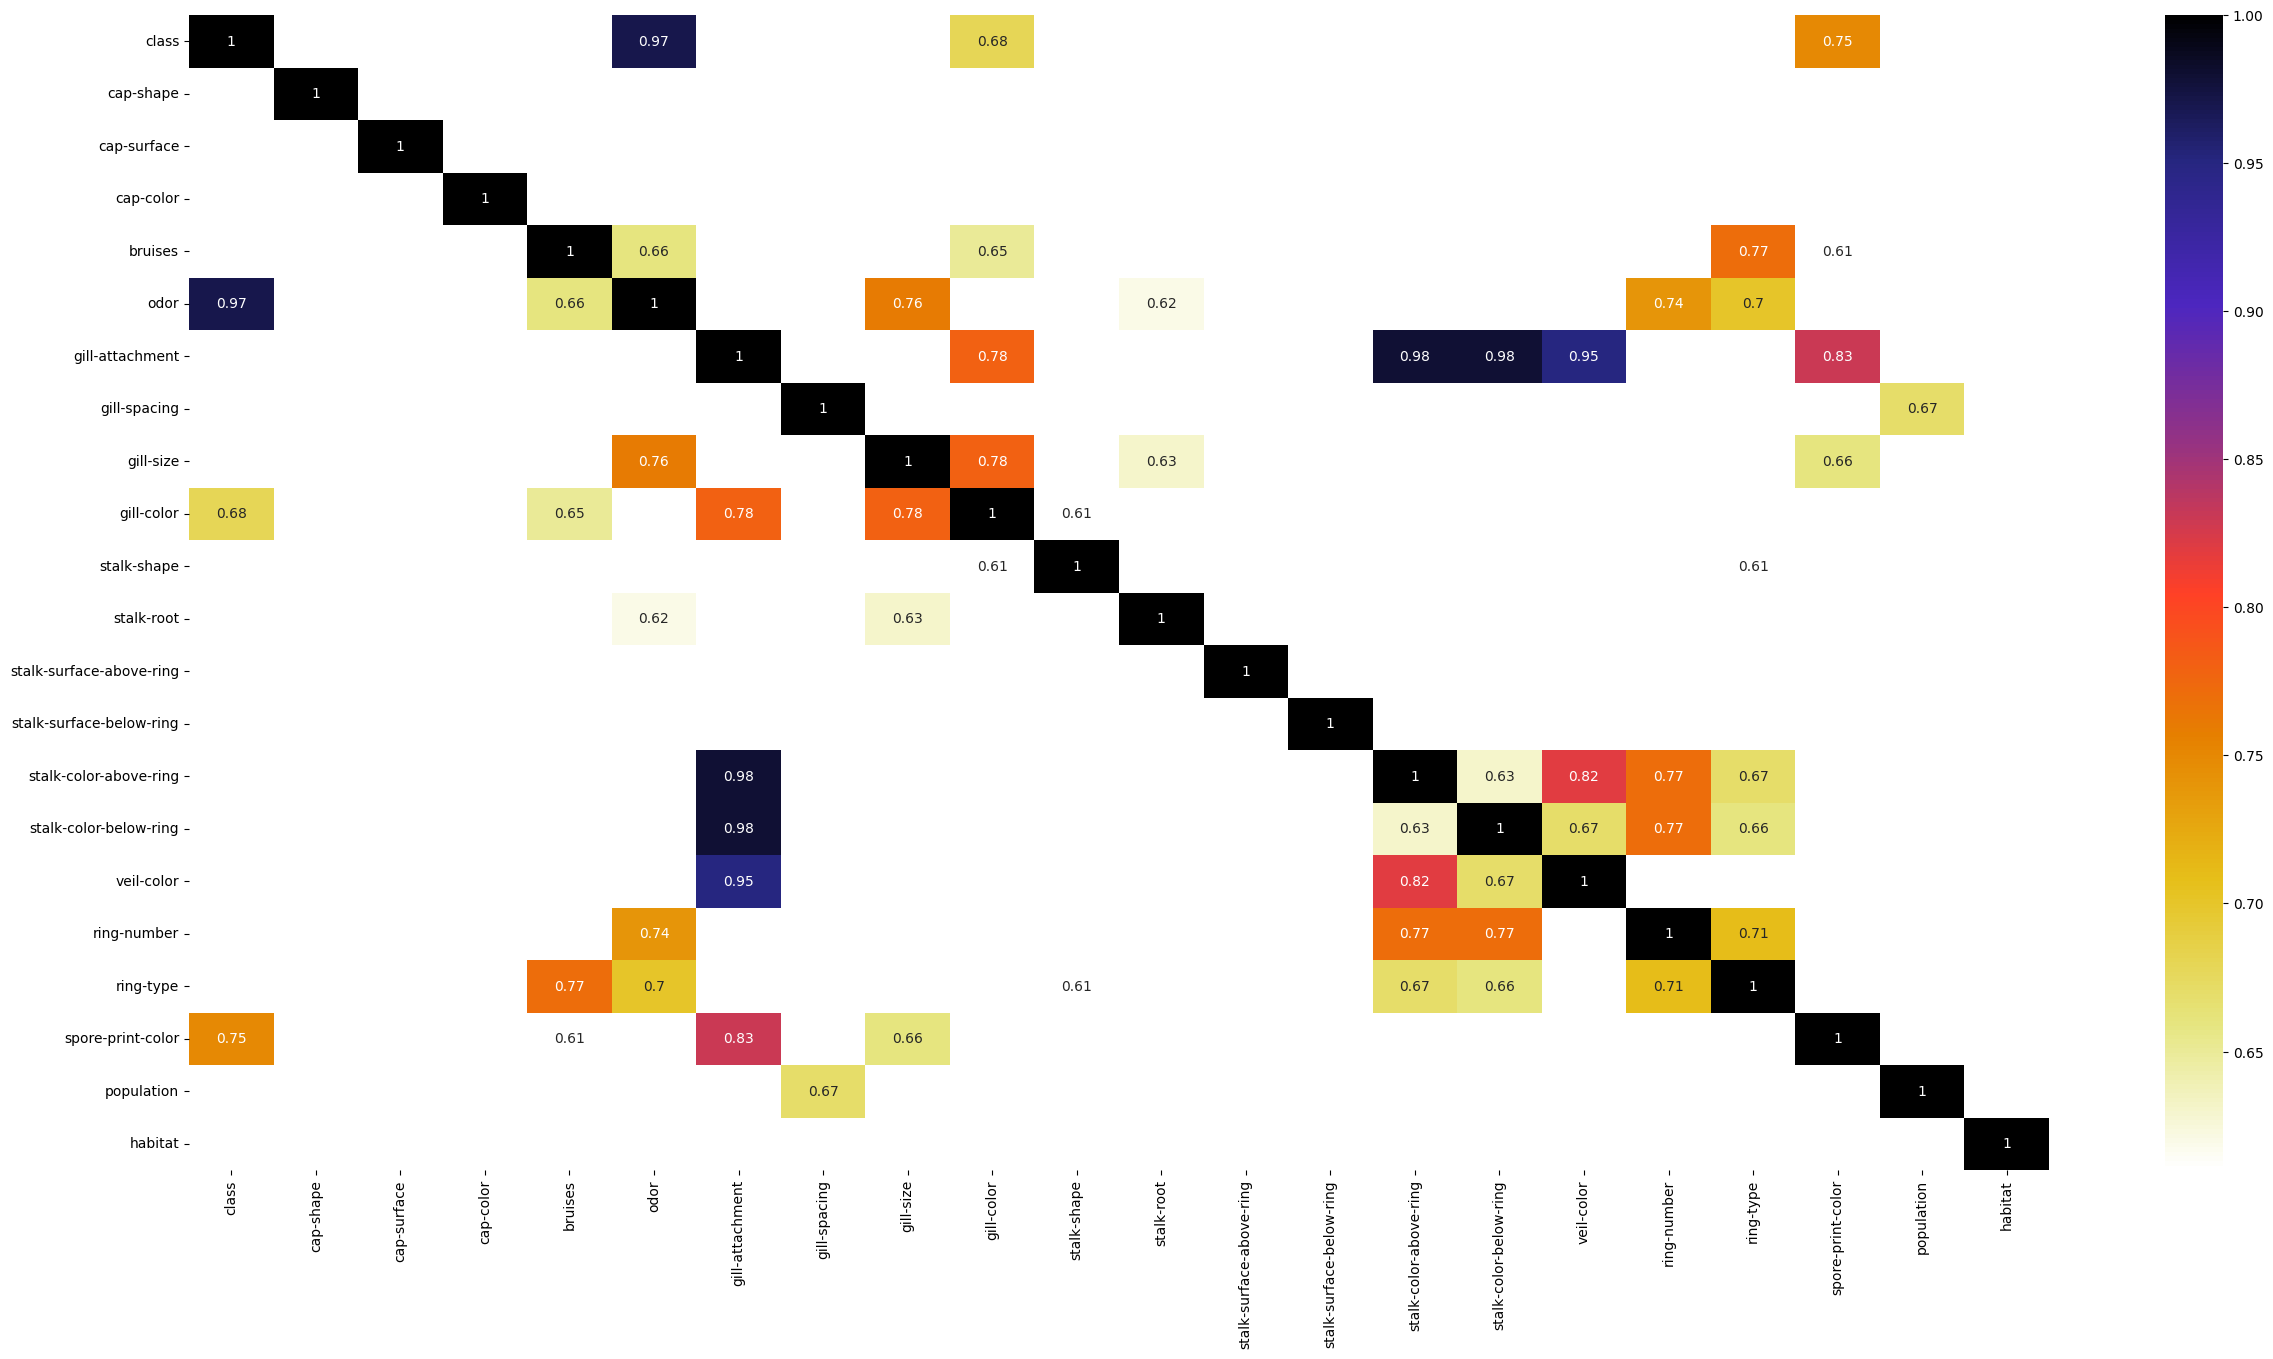 class 1 0.97 0.68 0.75
cap-shape 1
cap-surface 1
cap-color 1
bruises 1 0.66 0.65 0.77 0.61
odor 0.97 0.66 1 0.76 0.62 0.74 0.7
gill-attachment 1 0.78 0.98 0.98 0.95 0.83
gill-spacing 1 0.67
gill-size 0.76 1 0.78 0.63 0.66
gill-color 0.68 0.65 0.78 0.78 1 0.61
stalk-shape 0.61 1 0.61
stalk-root 0.62 0.63 1
stalk-surface-above-ring 1
stalk-surface-below-ring 1
stalk-color-above-ring 0.98 1 0.63 0.82 0.77 0.67
stalk-color-below-ring 0.98 0.63 1 0.67 0.77 0.66
veil-color 0.95 0.82 0.67 1
ring-number 0.74 0.77 0.77 1 0.71
ring-type 0.77 0.7 0.61 0.67 0.66 0.71 1
spore-print-color 0.75 0.61 0.83 0.66 1
population 0.67 1
habitat 1
class
cap-shape
cap-surface
cap-color
bruises
odor
gill-attachment
gill-spacing
gill-size
gill-color
stalk-shape
stalk-root
stalk-surface-above-ring
stalk-surface-below-ring
stalk-color-above-ring
stalk-color-below-ring
veil-color
ring-number
ring-type
spore-print-color
population
habitat
1.00
0.95
0.90
0.85
0.80
0.75
0.70
0.65